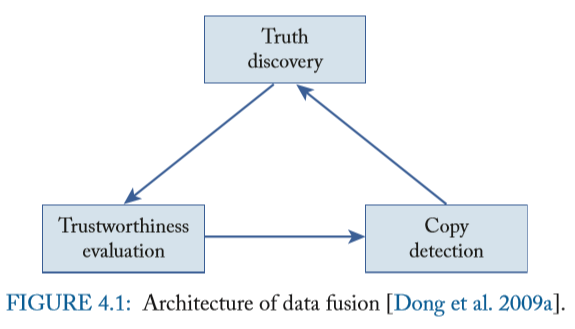 Truth
discovery
Trustworthiness
evaluation
Copy
detection
FIGURE 4.1: Architecture of data fusion [Dong et al. 2009a].